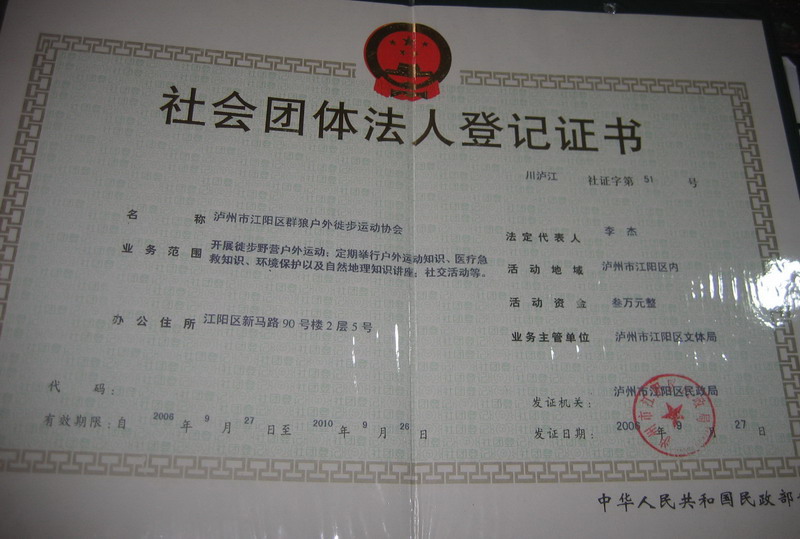 社会团体法人登记证书
川泸江 社证字第 51 号
名称 泸州市江阳区群狼户外徒步运动协会
业务范围 开展徒步野营户外运动；定期举行户外运动知识、医疗急
救知识、环境保护以及自然地理知识讲座；社交活动等。
办公住所 江阳区新马路90号楼2层5号
代码：
有效期限：自 2006 年 9 月 27 日至 2010 年 9 月 26 日
法定代表人 李杰
活动地域 泸州市江阳区内
活动资金 叁万元整
业务主管单位 泸州市江阳区文体局
发证机关： 泸州市江阳区民政局
发证日期： 2006 年 9 月 27 日
中华人民共和国民政部